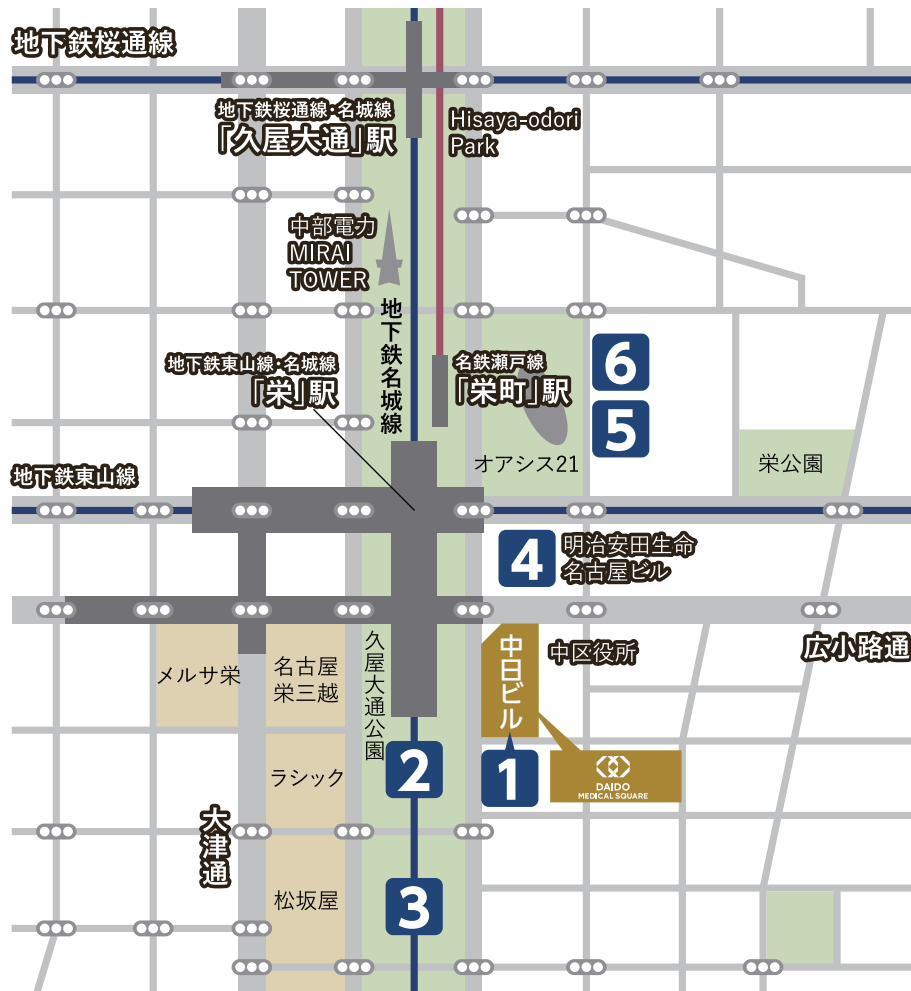 地下鉄桜通線
地下鉄桜通線・名城線
「久屋大通」駅
Hisaya-odori
Park
中部電力
MIRAI
TOWER
地下鉄名城線
地下鉄東山線・名城線
「栄」駅
名鉄瀬戸線
「栄町」駅
6
5
オアシス21
栄公園
地下鉄東山線
4
明治安田生命
名古屋ビル
広小路通
メルサ栄
名古屋
栄三越
久屋大通公園
中日ビル
中区役所
ラシック
2
1
DAIDO
MEDICAL SQUARE
大津通
松坂屋
3